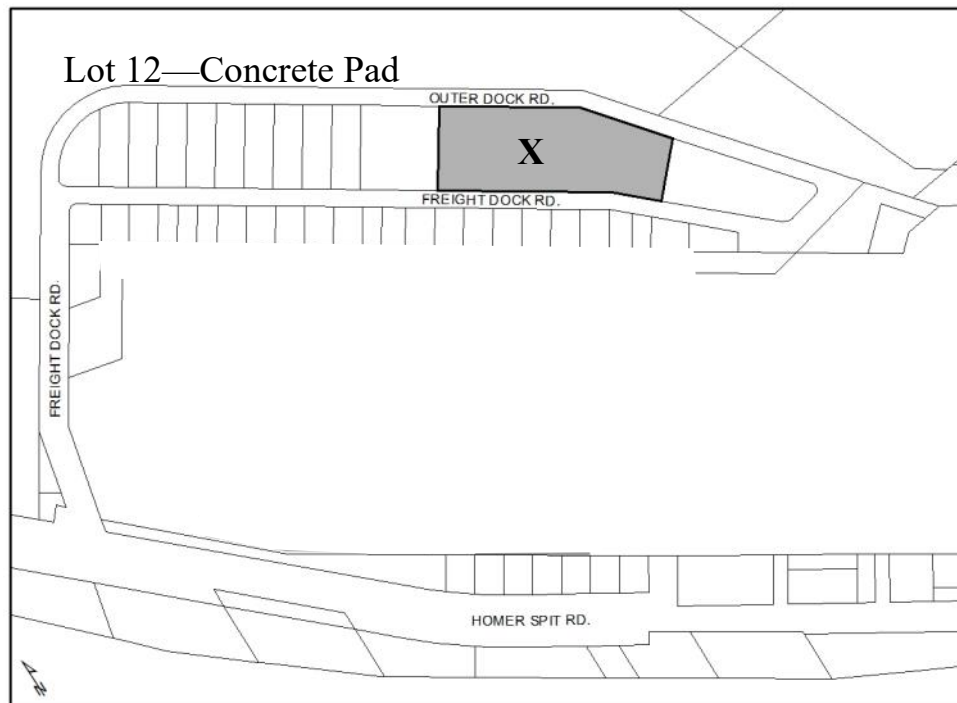 Lot 12—Concrete Pad
OUTER DOCK RD.
X
FREIGHT DOCK RD.
FREIGHT DOCK RD.
HOMER SPIT RD.
N